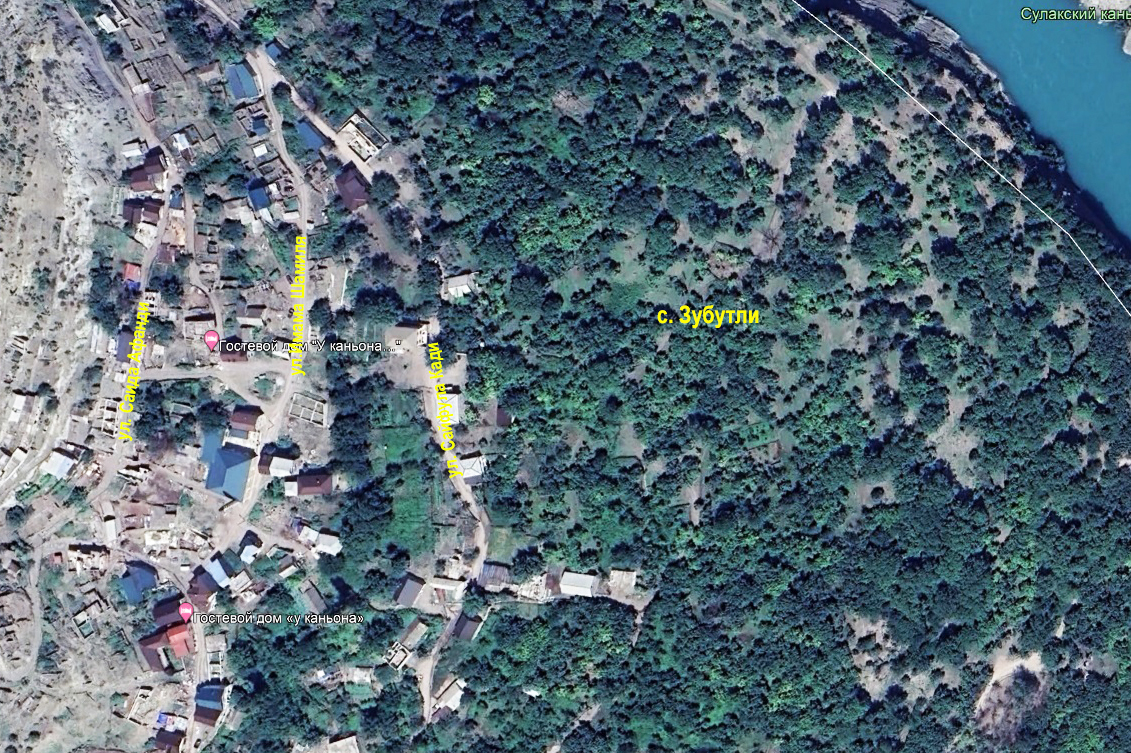 Сулакский кань
с. Зубутли
ул. Имама Шамиля
ул. Саида Афанди
Гостевой дом "У каньона...."
ул. Сайфула Кади
Гостевой дом «у каньона»